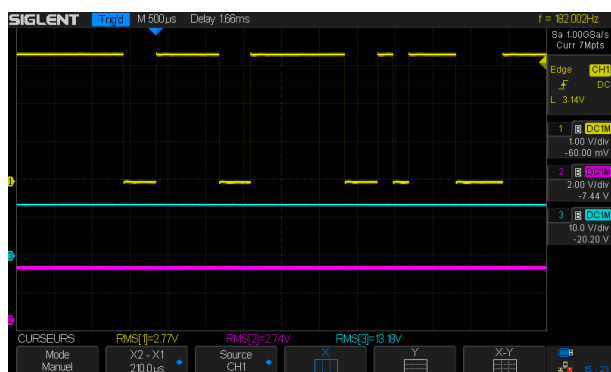 SIGLENT Trig'd M 500µs Delay 1.66ms f = 182.002Hz
Sa 1.00GSa/s
Curr 7Mpts
Edge CH1
DC
L 3.14V
1 B DC1M
1.00 V/div
-60.00 mV
2 B DC1M
2.00 V/div
-7.44 V
3 B DC1M
10.0 V/div
-20.20 V
1
3
2
CURSEURS RMS[1]=2.77V RMS[2]=2.74V RMS[3]=13.18V
Mode X2 - X1 Source X Y X-Y
Manuel 210.0µs CH1